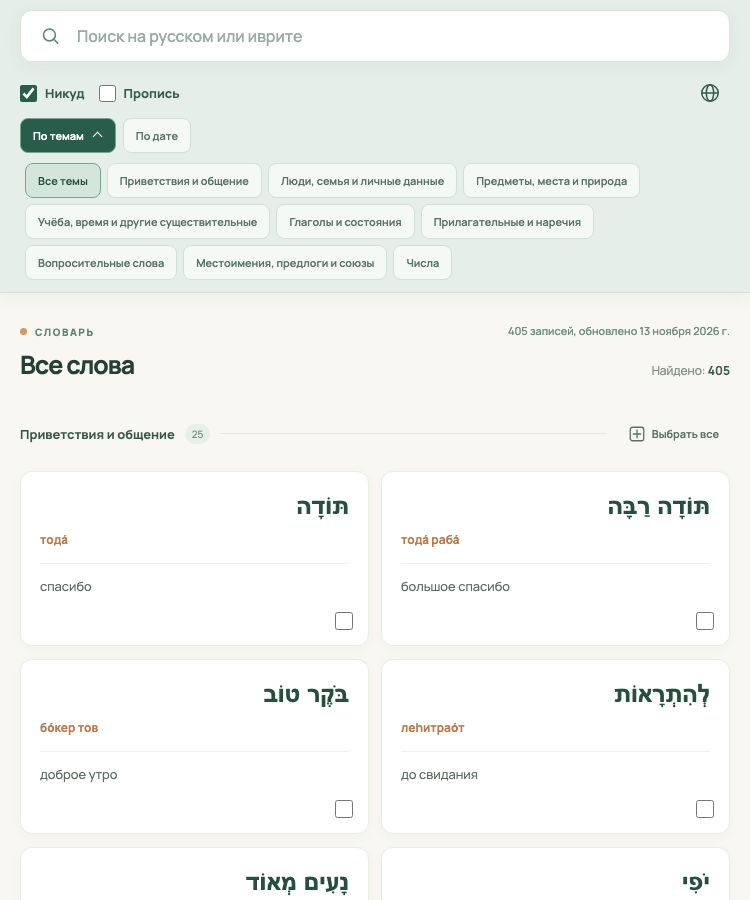 Поиск на русском или иврите
Никуд
Пропись
По темам
По дате
Все темы
Приветствия и общение
Люди, семья и личные данные
Предметы, места и природа
Учёба, время и другие существительные
Глаголы и состояния
Прилагательные и наречия
Вопросительные слова
Местоимения, предлоги и союзы
Числа
СЛОВАРЬ
405 записей, обновлено 13 ноября 2026 г.
Все слова
Найдено: 405
Приветствия и общение 25
Выбрать все
תּוֹדָה
тода́
спасибо
תּוֹדָה רַבָּה
тода́ раба́
большое спасибо
בֹּקֶר טוֹב
бо́кер тов
доброе утро
לְהִתְרָאוֹת
леhитрао́т
до свидания
נָעִים מְאוֹד
יֹפִי